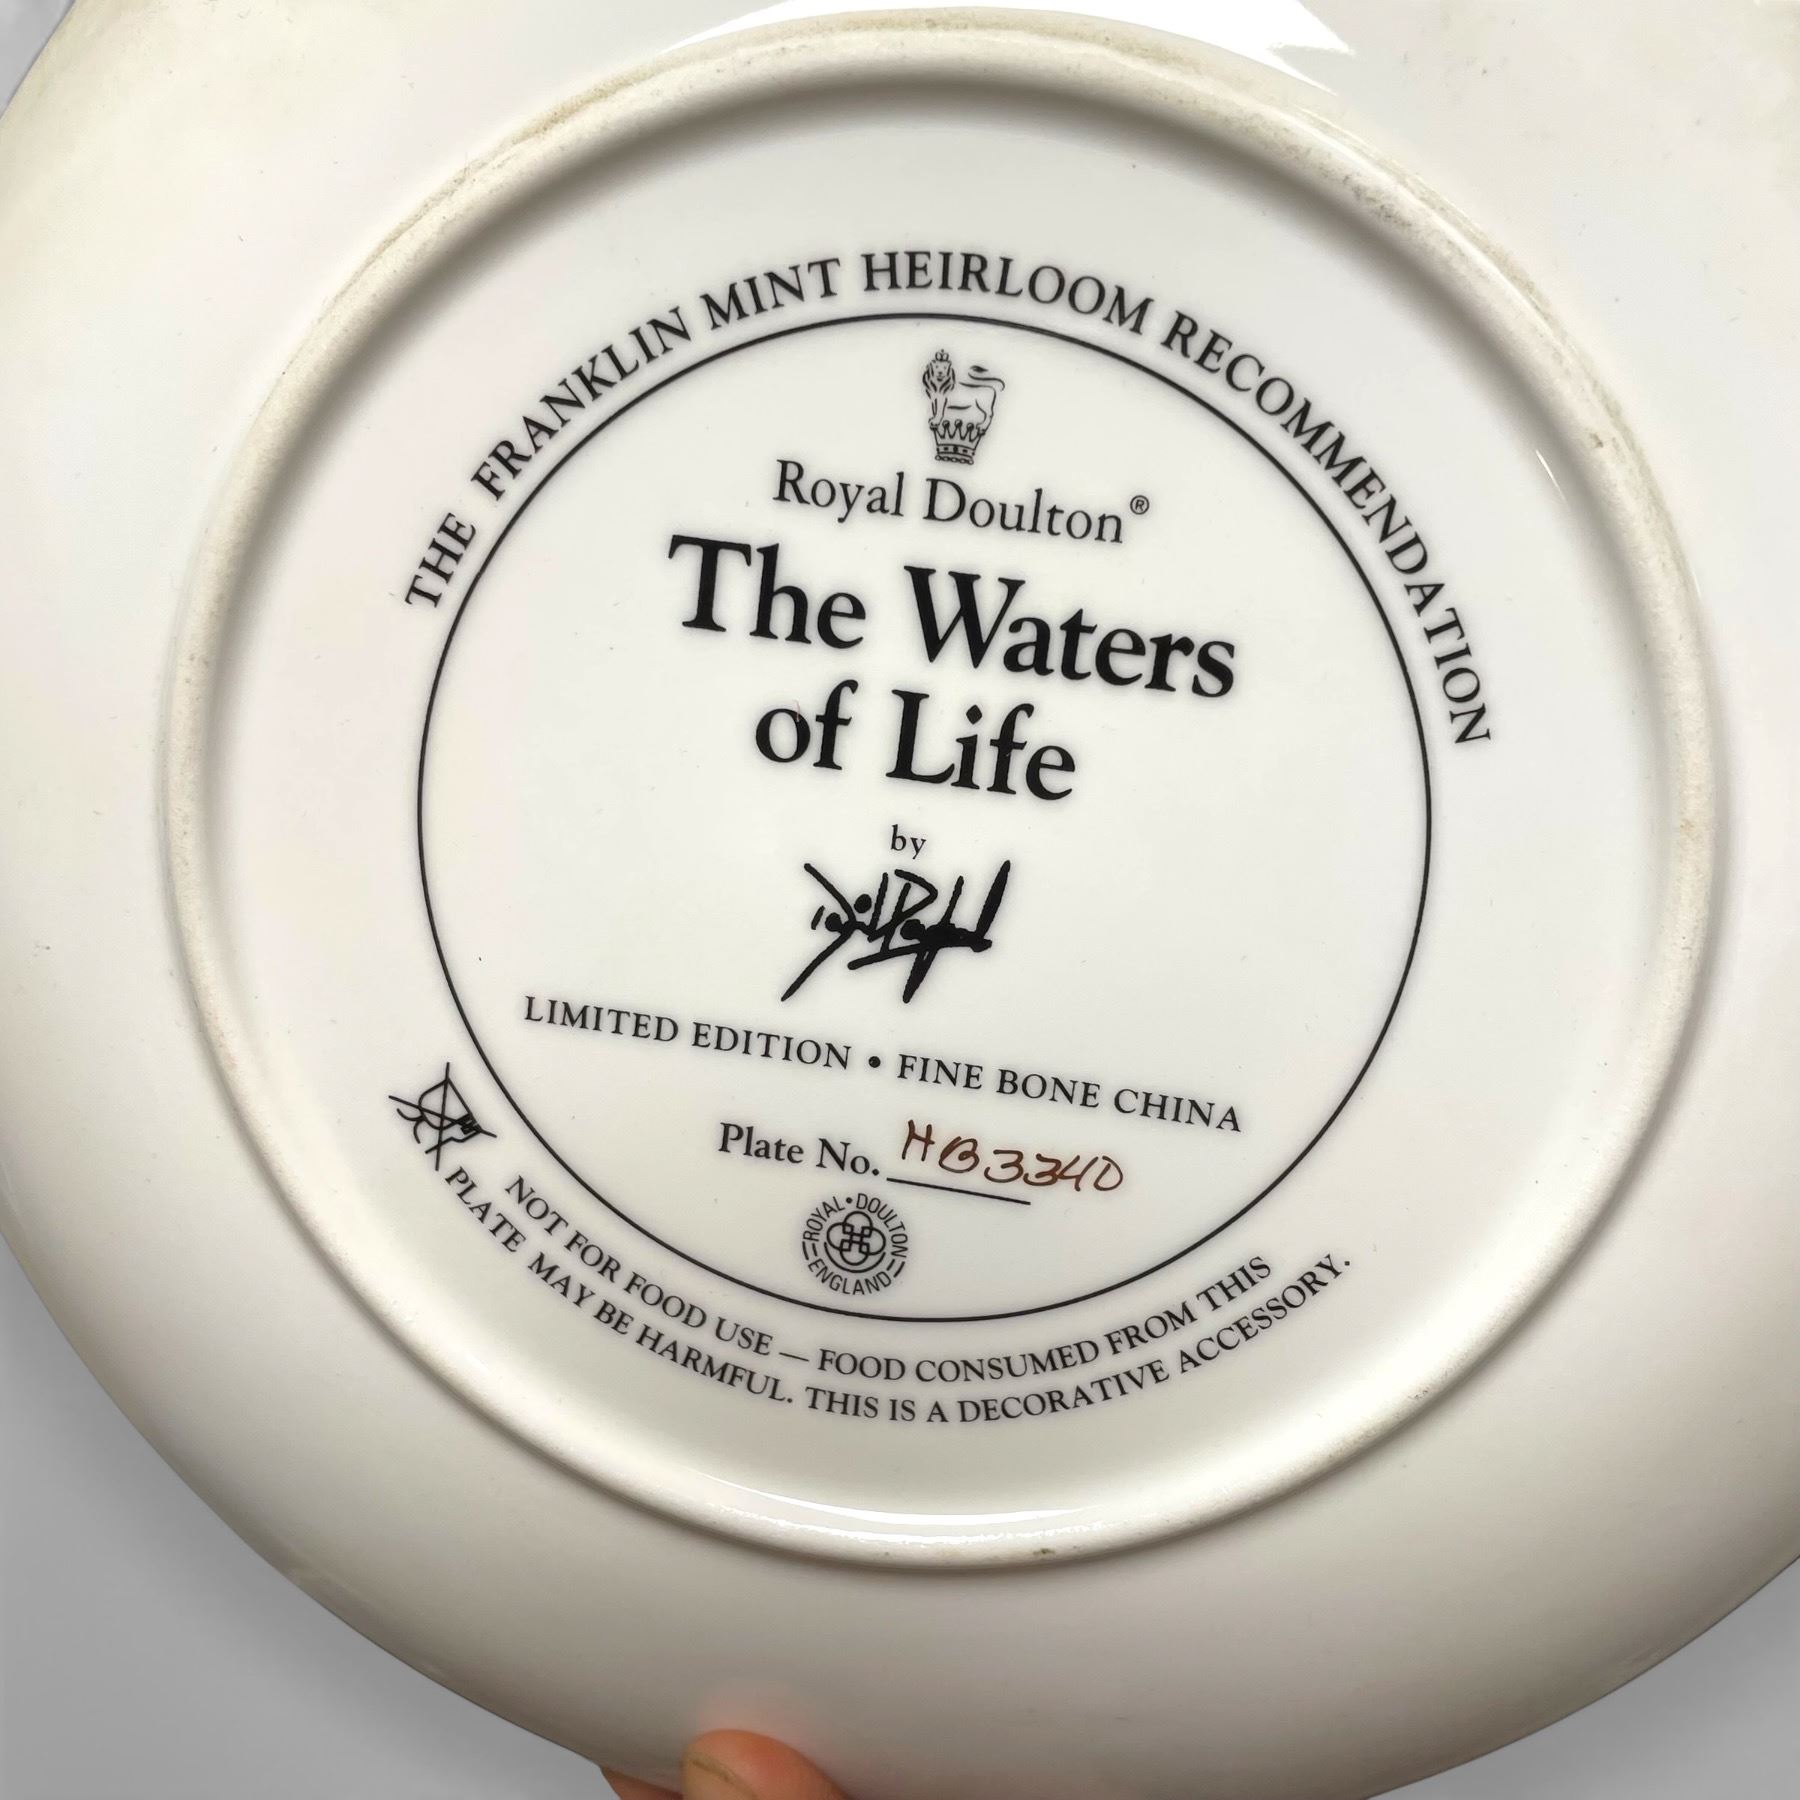 THE FRANKLIN MINT HEIRLOOM RECOMMENDATION
Royal Doulton®
The Waters
of Life
by
LIMITED EDITION • FINE BONE CHINA
Plate No. HB3340
ROYAL • DOULTON
ENGLAND
NOT FOR FOOD USE — FOOD CONSUMED FROM THIS
PLATE MAY BE HARMFUL. THIS IS A DECORATIVE ACCESSORY.